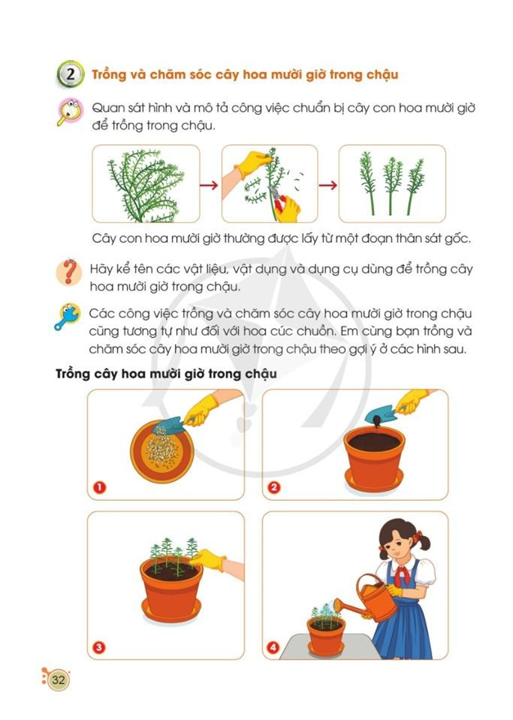 2 Trồng và chăm sóc cây hoa mười giờ trong chậu
Quan sát hình và mô tả công việc chuẩn bị cây con hoa mười giờ
để trồng trong chậu.
Cây con hoa mười giờ thường được lấy từ một đoạn thân sát gốc.
Hãy kể tên các vật liệu, vật dụng và dụng cụ dùng để trồng cây
hoa mười giờ trong chậu.
Các công việc trồng và chăm sóc cây hoa mười giờ trong chậu
cũng tương tự như đối với hoa cúc chuồn. Em cùng bạn trồng và
chăm sóc cây hoa mười giờ trong chậu theo gợi ý ở các hình sau.
Trồng cây hoa mười giờ trong chậu
1
2
3
4
32